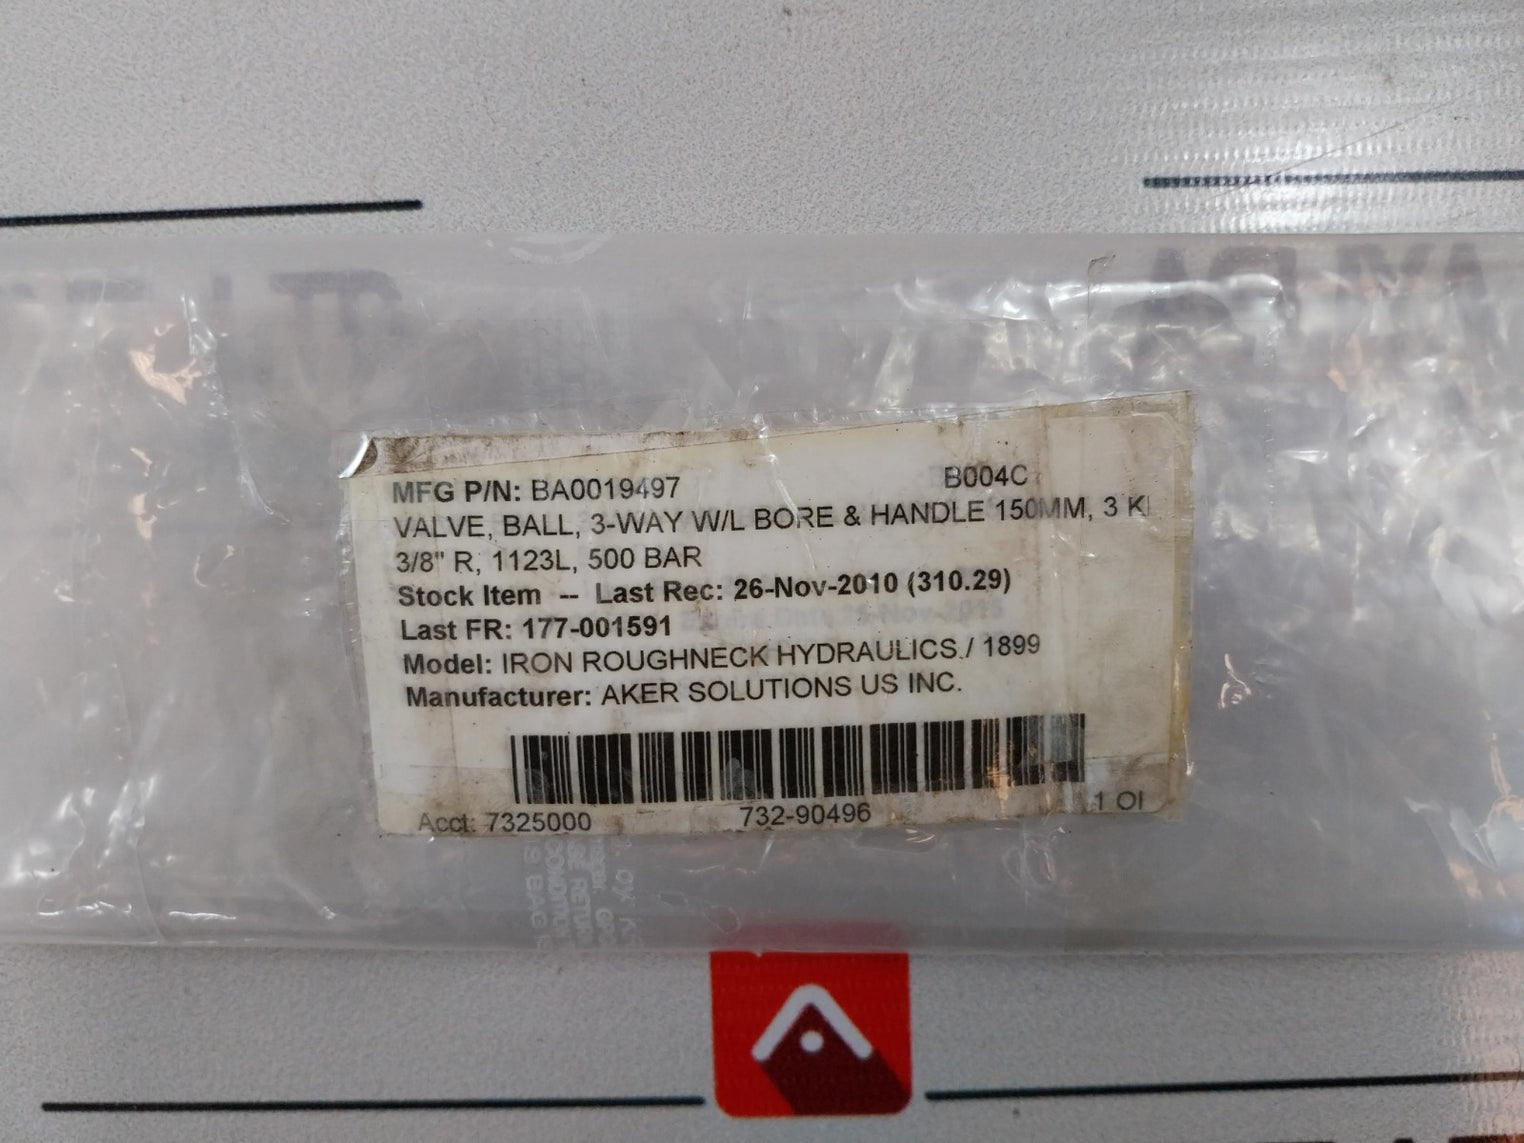 MFG P/N: BA0019497 B004C
VALVE, BALL, 3-WAY W/L BORE & HANDLE 150MM, 3 K
3/8" R, 1123L, 500 BAR
Stock Item -- Last Rec: 26-Nov-2010 (310.29)
Last FR: 177-001591
Model: IRON ROUGHNECK HYDRAULICS./ 1899
Manufacturer: AKER SOLUTIONS US INC.
Acct: 7325000 732-90496 1 OI